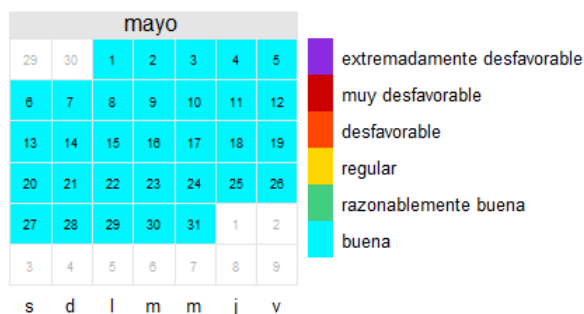 mayo
29 30 1 2 3 4 5
6 7 8 9 10 11 12
13 14 15 16 17 18 19
20 21 22 23 24 25 26
27 28 29 30 31 1 2
3 4 5 6 7 8 9
s d l m m j v
extremadamente desfavorable
muy desfavorable
desfavorable
regular
razonablemente buena
buena